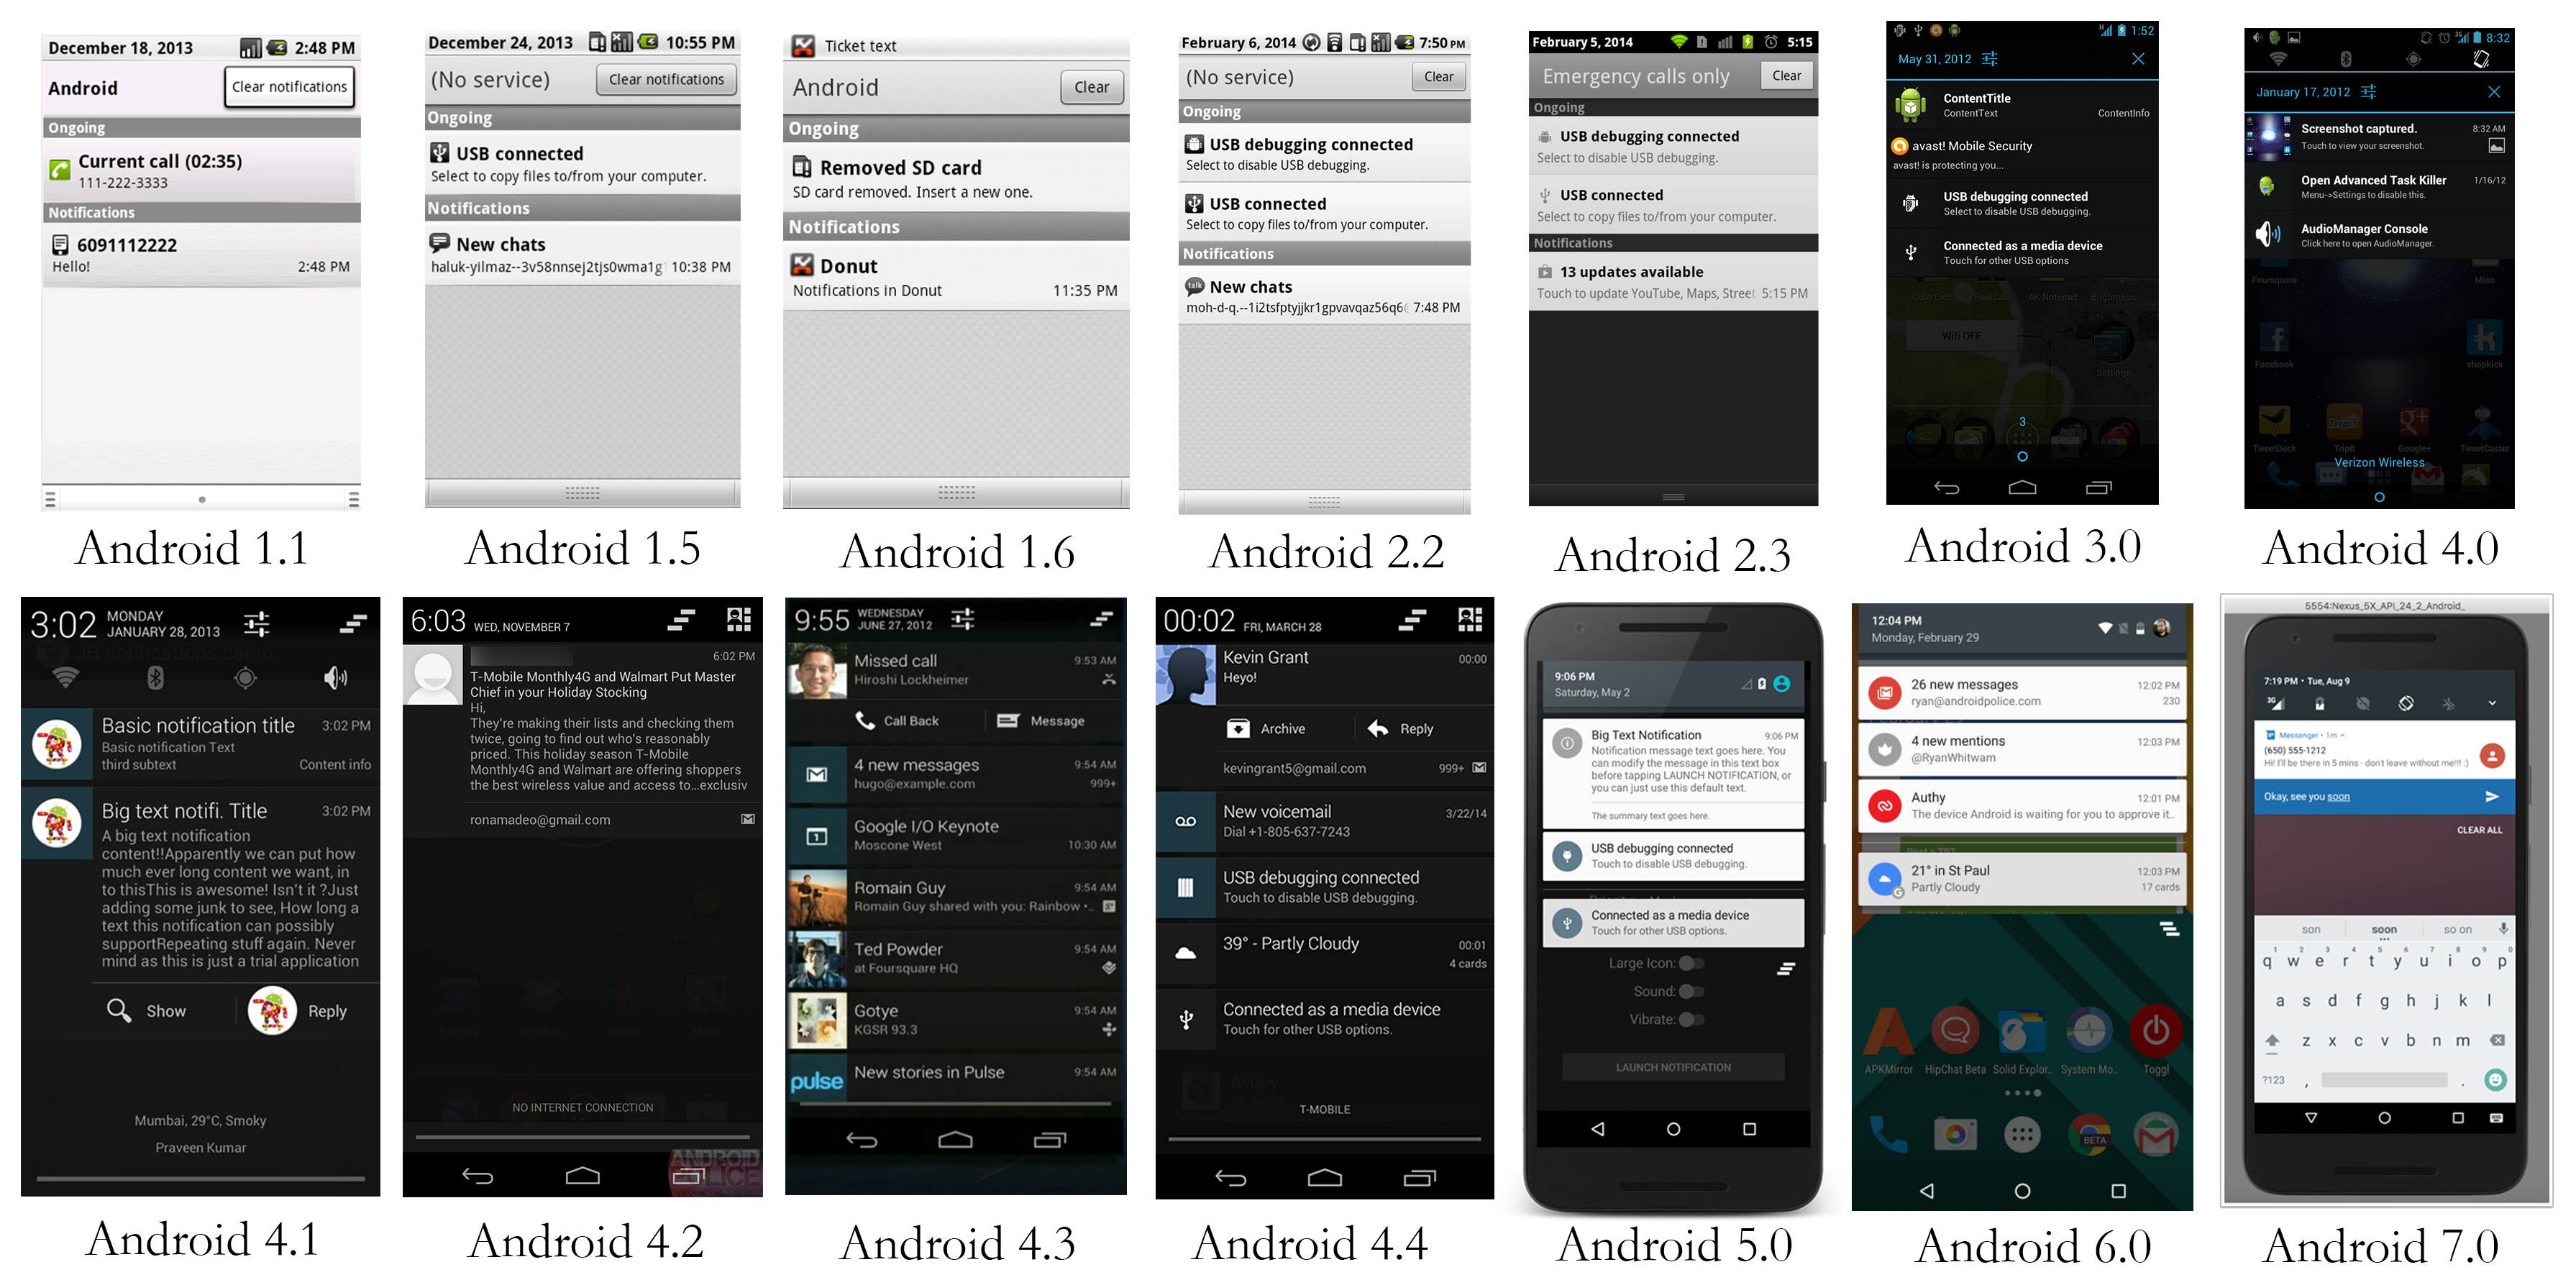 December 18, 2013 2:48 PM
Android Clear notifications
Ongoing
Current call (02:35)
111-222-3333
Notifications
6091112222
Hello! 2:48 PM
Android 1.1
December 24, 2013 10:55 PM
(No service) Clear notifications
Ongoing
USB connected
Select to copy files to/from your computer.
Notifications
New chats
haluk-yilmaz--3v58nnsej2tjs0wma1g 10:38 PM
Android 1.5
Ticket text
Android Clear
Ongoing
Removed SD card
SD card removed. Insert a new one.
Notifications
Donut
Notifications in Donut 11:35 PM
Android 1.6
February 6, 2014 7:50 PM
(No service) Clear
Ongoing
USB debugging connected
Select to disable USB debugging.
USB connected
Select to copy files to/from your computer.
Notifications
talk New chats
moh-d-q.--1i2tsfptyjjkr1gpvavqaz56q6 7:48 PM
Android 2.2
February 5, 2014 5:15
Emergency calls only Clear
Ongoing
USB debugging connected
Select to disable USB debugging.
USB connected
Select to copy files to/from your computer.
Notifications
13 updates available
Touch to update YouTube, Maps, Street 5:15 PM
Android 2.3
H 1:52
May 31, 2012
ContentTitle
ContentText ContentInfo
avast! Mobile Security
avast! is protecting you...
USB debugging connected
Select to disable USB debugging.
Connected as a media device
Touch for other USB options
AK Notepad Brightness
Wifi OFF
Settings
3
Android 3.0
3G 8:32
January 17, 2012
Screenshot captured. 8:32 AM
Touch to view your screenshot.
Open Advanced Task Killer 1/16/12
Menu->Settings to disable this.
AudioManager Console
Click here to open AudioManager.
Foursquare Miso
Facebook shopkick
TweetDeck TripIt Google+ TweetCaster
Verizon Wireless
Android 4.0
3:02 MONDAY
JANUARY 28, 2013
JB notifications demo
Basic notification title 3:02 PM
Basic notification Text
third subtext Content info
Big text notifi. Title 3:02 PM
A big text notification
content!!Apparently we can put how
much ever long content we want, in
to thisThis is awesome! Isn't it ?Just
adding some junk to see, How long a
text this notification can possibly
supportRepeating stuff again. Never
mind as this is just a trial application
Show Reply
Mumbai, 29°C, Smoky
Praveen Kumar
Android 4.1
6:03 WED, NOVEMBER 7
6:02 PM
T-Mobile Monthly4G and Walmart Put Master
Chief in your Holiday Stocking
Hi,
They're making their lists and checking them
twice, going to find out who's reasonably
priced. This holiday season T-Mobile
Monthly4G and Walmart are offering shoppers
the best wireless value and access to...exclusiv
ronamadeo@gmail.com
NO INTERNET CONNECTION
ANDROID
POLICE
Android 4.2
9:55 WEDNESDAY
JUNE 27, 2012
Missed call 9:53 AM
Hiroshi Lockheimer
Call Back Message
4 new messages 9:54 AM
hugo@example.com 999+
Google I/O Keynote
Moscone West 10:30 AM
Romain Guy 9:54 AM
Romain Guy shared with you: Rainbow •..
Ted Powder 9:54 AM
at Foursquare HQ
Gotye 9:54 AM
KGSR 93.3
pulse New stories in Pulse 9:54 AM
Android 4.3
00:02 FRI, MARCH 28
Kevin Grant 00:00
Heyo!
Archive Reply
kevingrant5@gmail.com 999+
New voicemail 3/22/14
Dial +1-805-637-7243
USB debugging connected
Touch to disable USB debugging.
39° - Partly Cloudy 00:01
4 cards
Connected as a media device
Touch for other USB options.
Aviary
T-MOBILE
Android 4.4
9:06 PM
Saturday, May 2
Big Text Notification 9:06 PM
Notification message text goes here. You
can modify the message in this text box
before tapping LAUNCH NOTIFICATION, or
you can just use this default text.
The summary text goes here.
USB debugging connected
Touch to disable USB debugging.
Connected as a media device
Touch for other USB options.
Large Icon:
Sound:
Vibrate:
LAUNCH NOTIFICATION
Android 5.0
12:04 PM
Monday, February 29
26 new messages 12:02 PM
ryan@androidpolice.com 230
4 new mentions 12:03 PM
@RyanWhitwam
Authy 12:01 PM
The device Android is waiting for you to approve it..
21° in St Paul 12:03 PM
Partly Cloudy 17 cards
APKMirror HipChat Beta Solid Explor.. System Mo.. Toggl
BETA
Android 6.0
5554:Nexus_5X_API_24_2_Android_
7:19 PM • Tue, Aug 9
3G
Messenger • 1m
(650) 555-1212
Hi! I'll be there in 5 mins - don't leave without me!!! :)
Okay, see you soon
CLEAR ALL
son soon so on
1 2 3 4 5 6 7 8 9 0
q w e r t y u i o p
a s d f g h j k l
z x c v b n m
?123 , .
Android 7.0